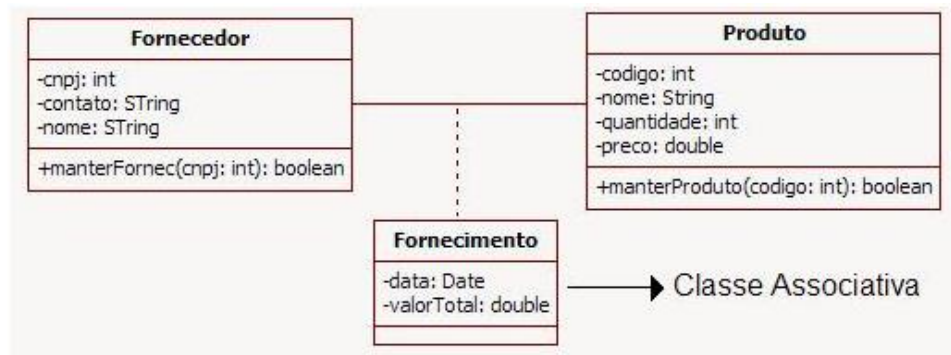 Fornecedor
-cnpj: int
-contato: STring
-nome: STring
+manterFornec(cnpj: int): boolean
Produto
-codigo: int
-nome: String
-quantidade: int
-preco: double
+manterProduto(codigo: int): boolean
Fornecimento
-data: Date
-valorTotal: double
Classe Associativa